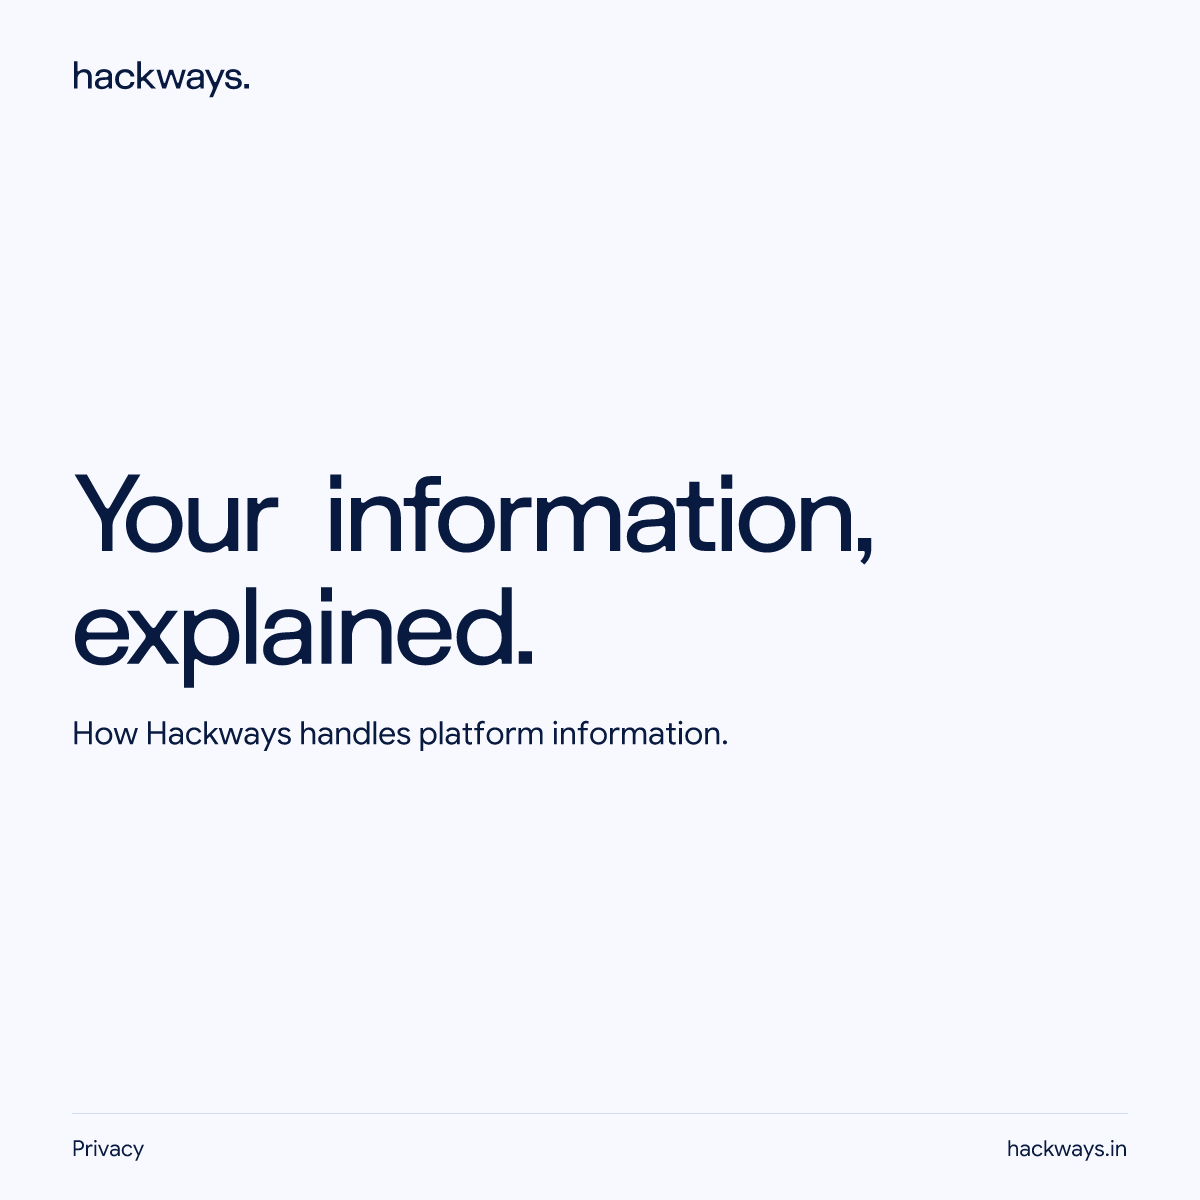 hackways.
Your information,
explained.
How Hackways handles platform information.
Privacy
hackways.in